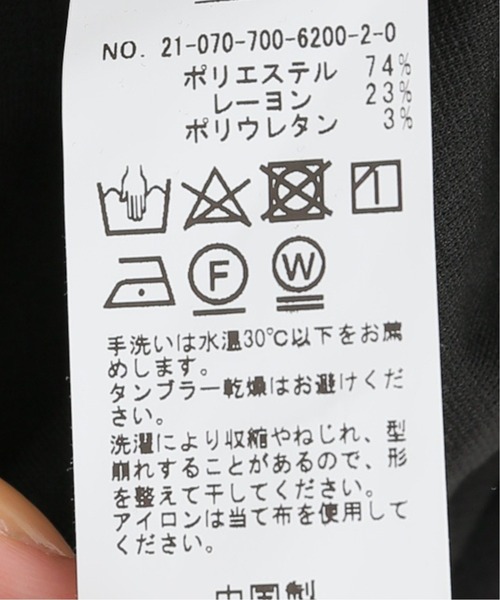 NO. 21-070-700-6200-2-0
ポリエステル 74%
レーヨン 23%
ポリウレタン 3%
F W
手洗いは水温30℃以下をお薦
めします。
タンブラー乾燥はお避けくだ
さい。
洗濯により収縮やねじれ、型
崩れすることがあるので、形
を整えて干してください。
アイロンは当て布を使用して
ください。
中国製